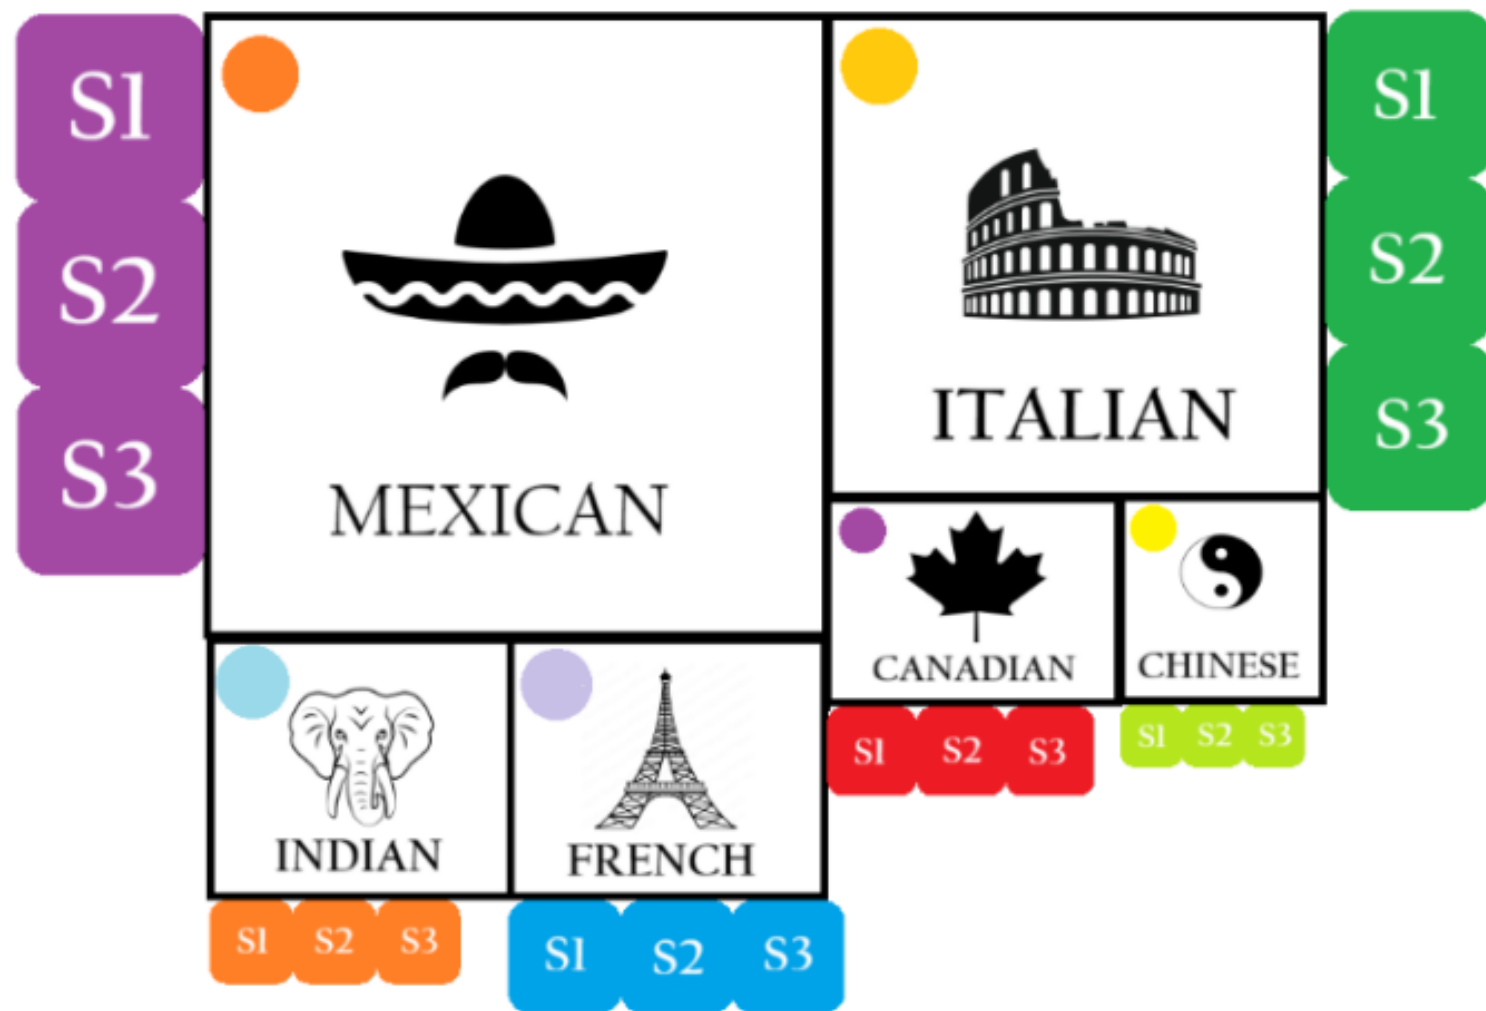 S1
S2
S3
MEXICAN
ITALIAN
S1
S2
S3
CANADIAN
CHINESE
S1 S2 S3
S1 S2 S3
INDIAN
FRENCH
S1 S2 S3
S1 S2 S3